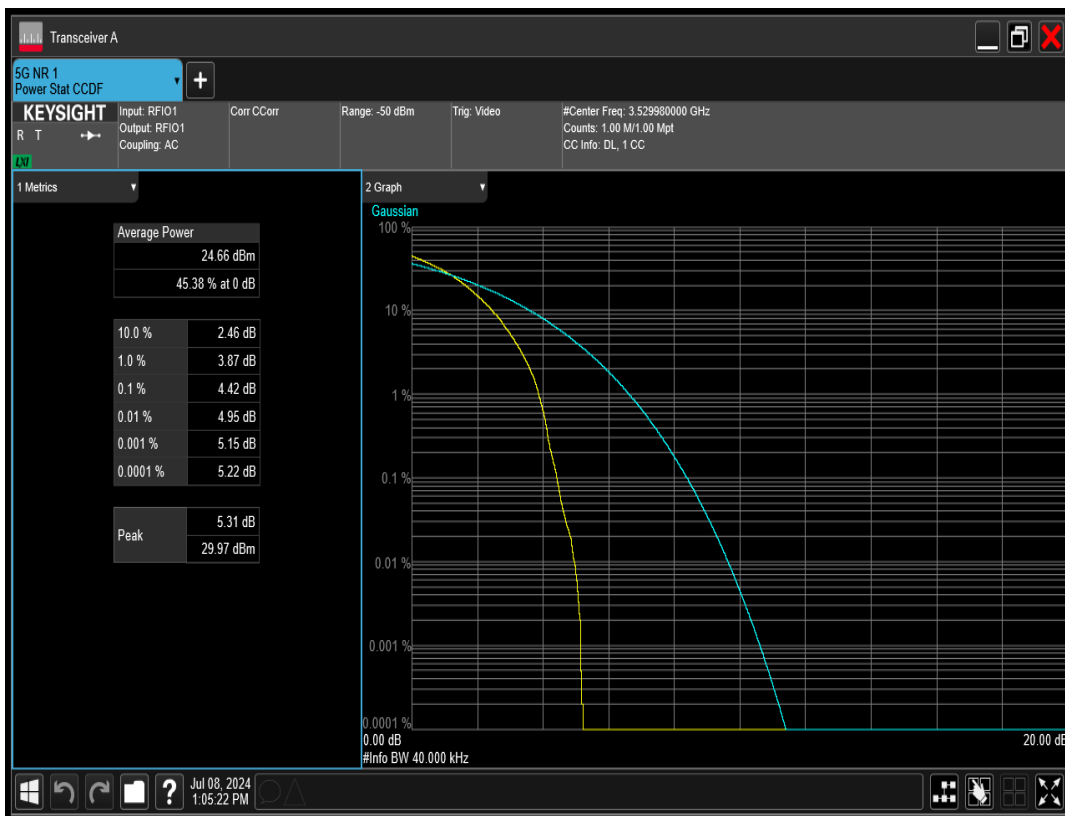 Transceiver A
5G NR 1
Power Stat CCDF
+
KEYSIGHT
R T
LXI
Input: RFIO1
Output: RFIO1
Coupling: AC
Corr CCorr
Range: -50 dBm
Trig: Video
#Center Freq: 3.529980000 GHz
Counts: 1.00 M/1.00 Mpt
CC Info: DL, 1 CC
1 Metrics
Average Power
24.66 dBm
45.38 % at 0 dB
10.0 % 2.46 dB
1.0 % 3.87 dB
0.1 % 4.42 dB
0.01 % 4.95 dB
0.001 % 5.15 dB
0.0001 % 5.22 dB
Peak
5.31 dB
29.97 dBm
2 Graph
Gaussian
100 %
10 %
1 %
0.1 %
0.01 %
0.001 %
0.0001 %
0.00 dB 20.00 dB
#Info BW 40.000 kHz
?
Jul 08, 2024
1:05:22 PM